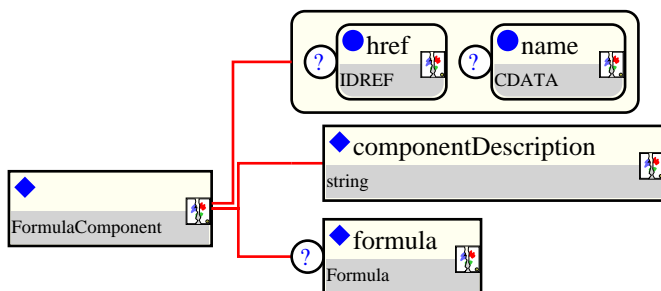 ? href IDREF ? name CDATA
componentDescription
string
FormulaComponent
? formula
Formula